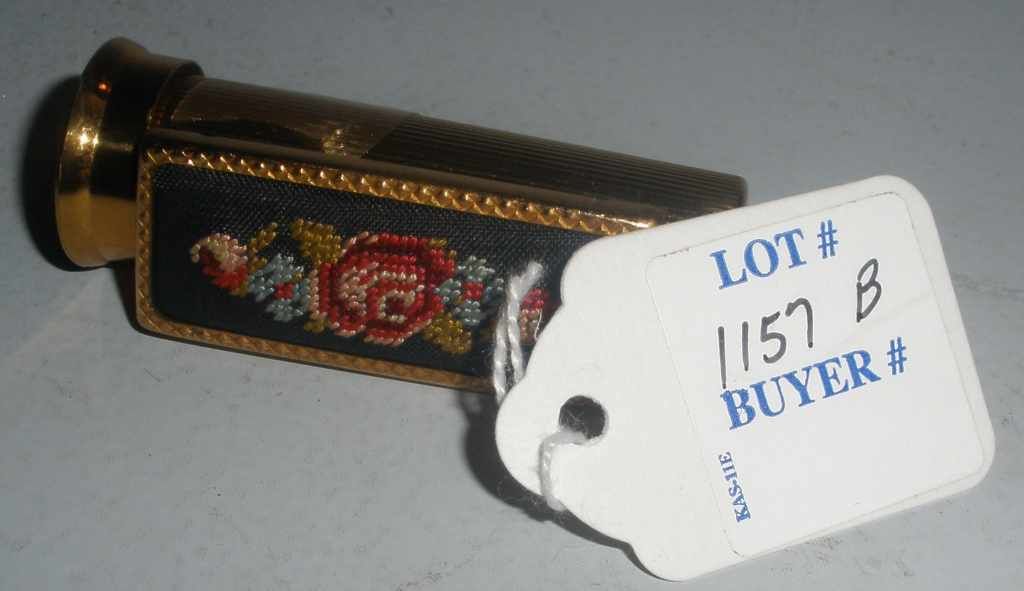 LOT #
1157 B
BUYER #
KAS-11E